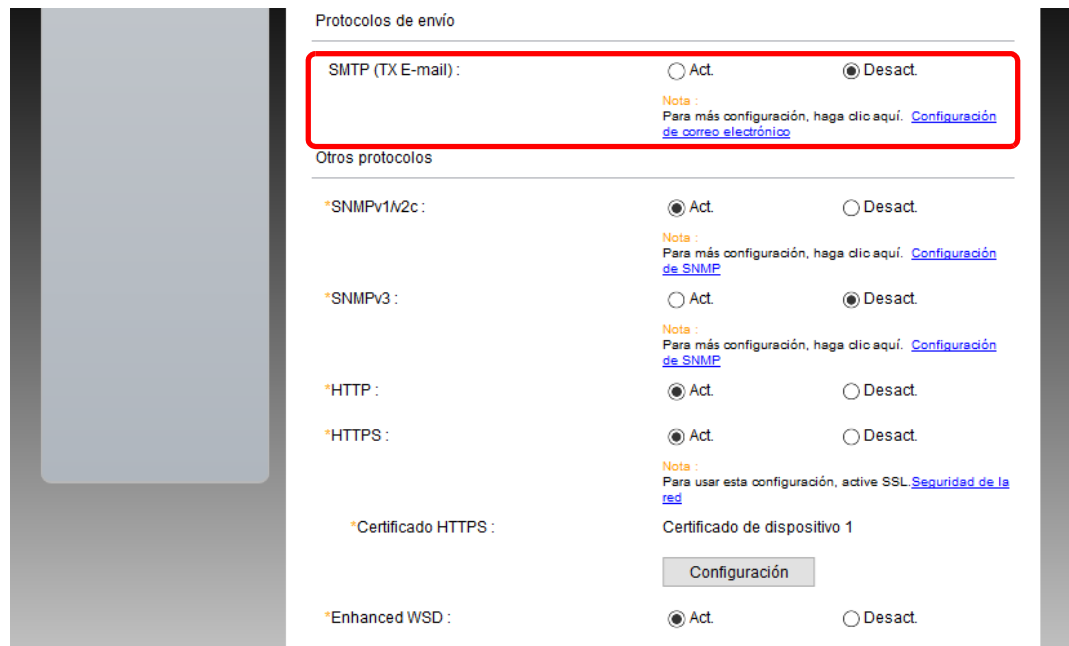 Protocolos de envío
SMTP (TX E-mail) : Act. Desact.
Nota :
Para más configuración, haga clic aquí. Configuración
de correo electrónico
Otros protocolos
*SNMPv1/v2c : Act. Desact.
Nota :
Para más configuración, haga clic aquí. Configuración
de SNMP
*SNMPv3 : Act. Desact.
Nota :
Para más configuración, haga clic aquí. Configuración
de SNMP
*HTTP : Act. Desact.
*HTTPS : Act. Desact.
Nota :
Para usar esta configuración, active SSL.Seguridad de la
red
*Certificado HTTPS : Certificado de dispositivo 1
Configuración
*Enhanced WSD : Act. Desact.